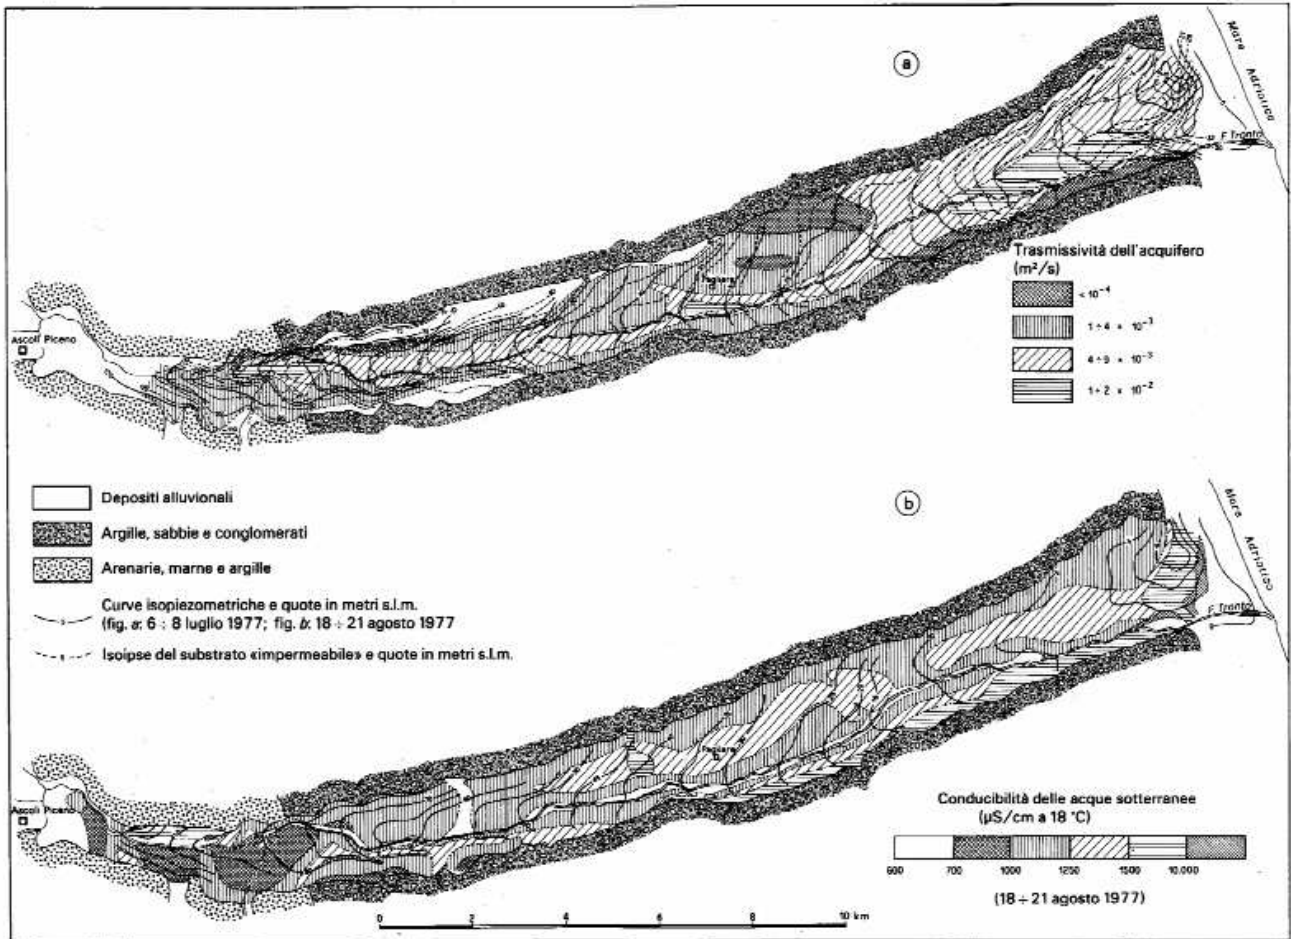 a
Mare Adriatico
F. Tronto
Trasmissività dell'acquifero
(m²/s)
< 10⁻⁴
1÷4 × 10⁻³
4÷9 × 10⁻³
1÷2 × 10⁻²
Pagliare
Ascoli Piceno
Depositi alluvionali
Argille, sabbie e conglomerati
Arenarie, marne e argille
Curve isopiezometriche e quote in metri s.l.m.
(fig. a: 6 ÷ 8 luglio 1977; fig. b: 18 ÷ 21 agosto 1977
Isoipse del substrato «impermeabile» e quote in metri s.l.m.
b
Mare Adriatico
F. Tronto
Pagliare
Ascoli Piceno
Conducibilità delle acque sotterranee
(μS/cm a 18 °C)
600 700 1000 1250 1500 10.000
(18 ÷ 21 agosto 1977)
0 2 4 6 8 10 km